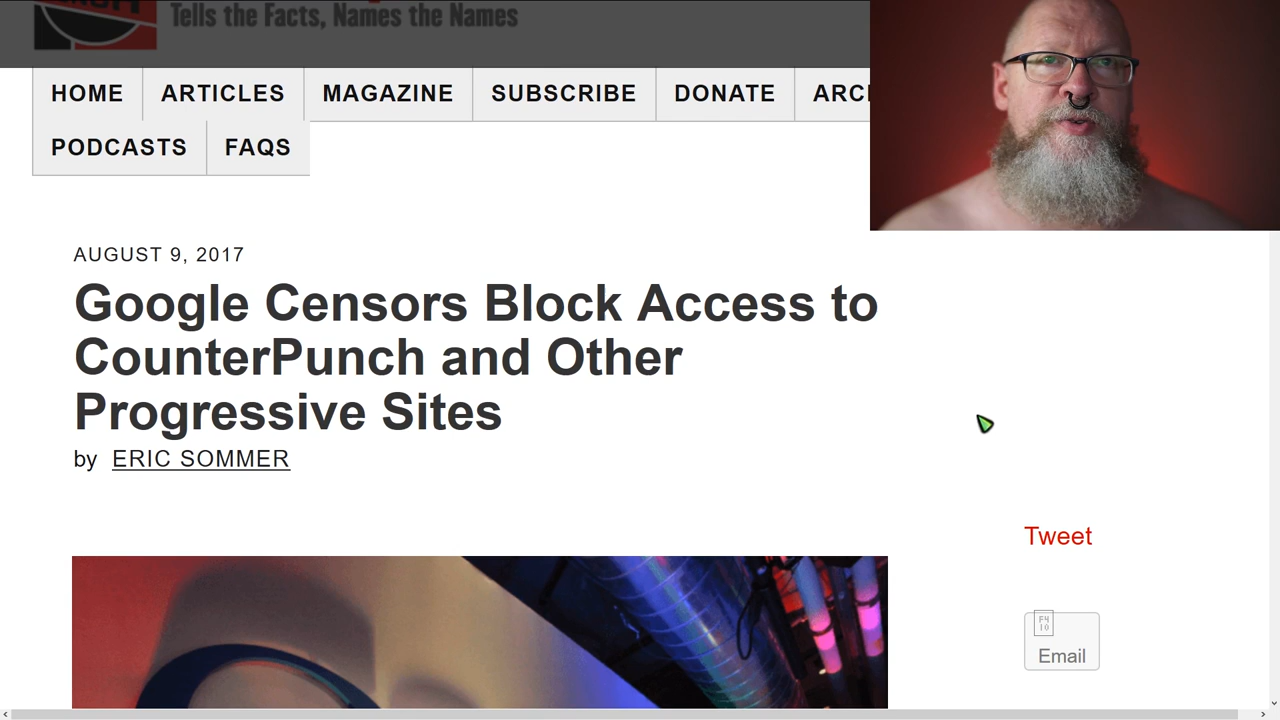 Tells the Facts, Names the Names
HOME ARTICLES MAGAZINE SUBSCRIBE DONATE
PODCASTS FAQS
AUGUST 9, 2017
Google Censors Block Access to
CounterPunch and Other
Progressive Sites
by ERIC SOMMER
Tweet
Email